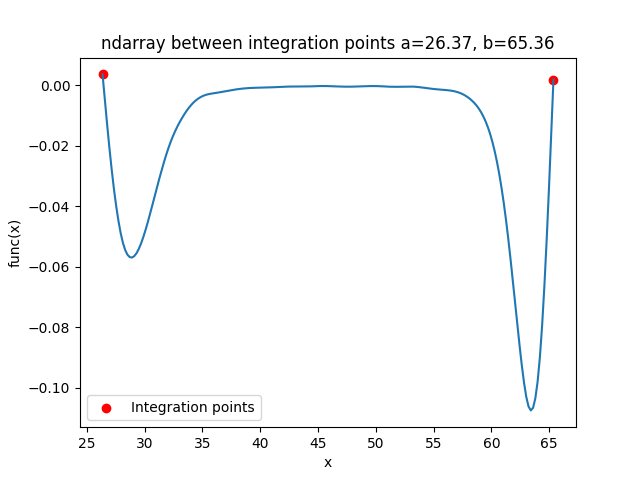 ndarray between integration points a=26.37, b=65.36
0.00
−0.02
−0.04
−0.06
−0.08
−0.10
func(x)
Integration points
25 30 35 40 45 50 55 60 65
x